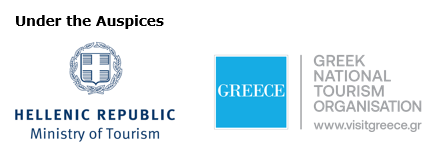 Under the Auspices
HELLENIC REPUBLIC
Ministry of Tourism
GREECE
GREEK
NATIONAL
TOURISM
ORGANISATION
www.visitgreece.gr